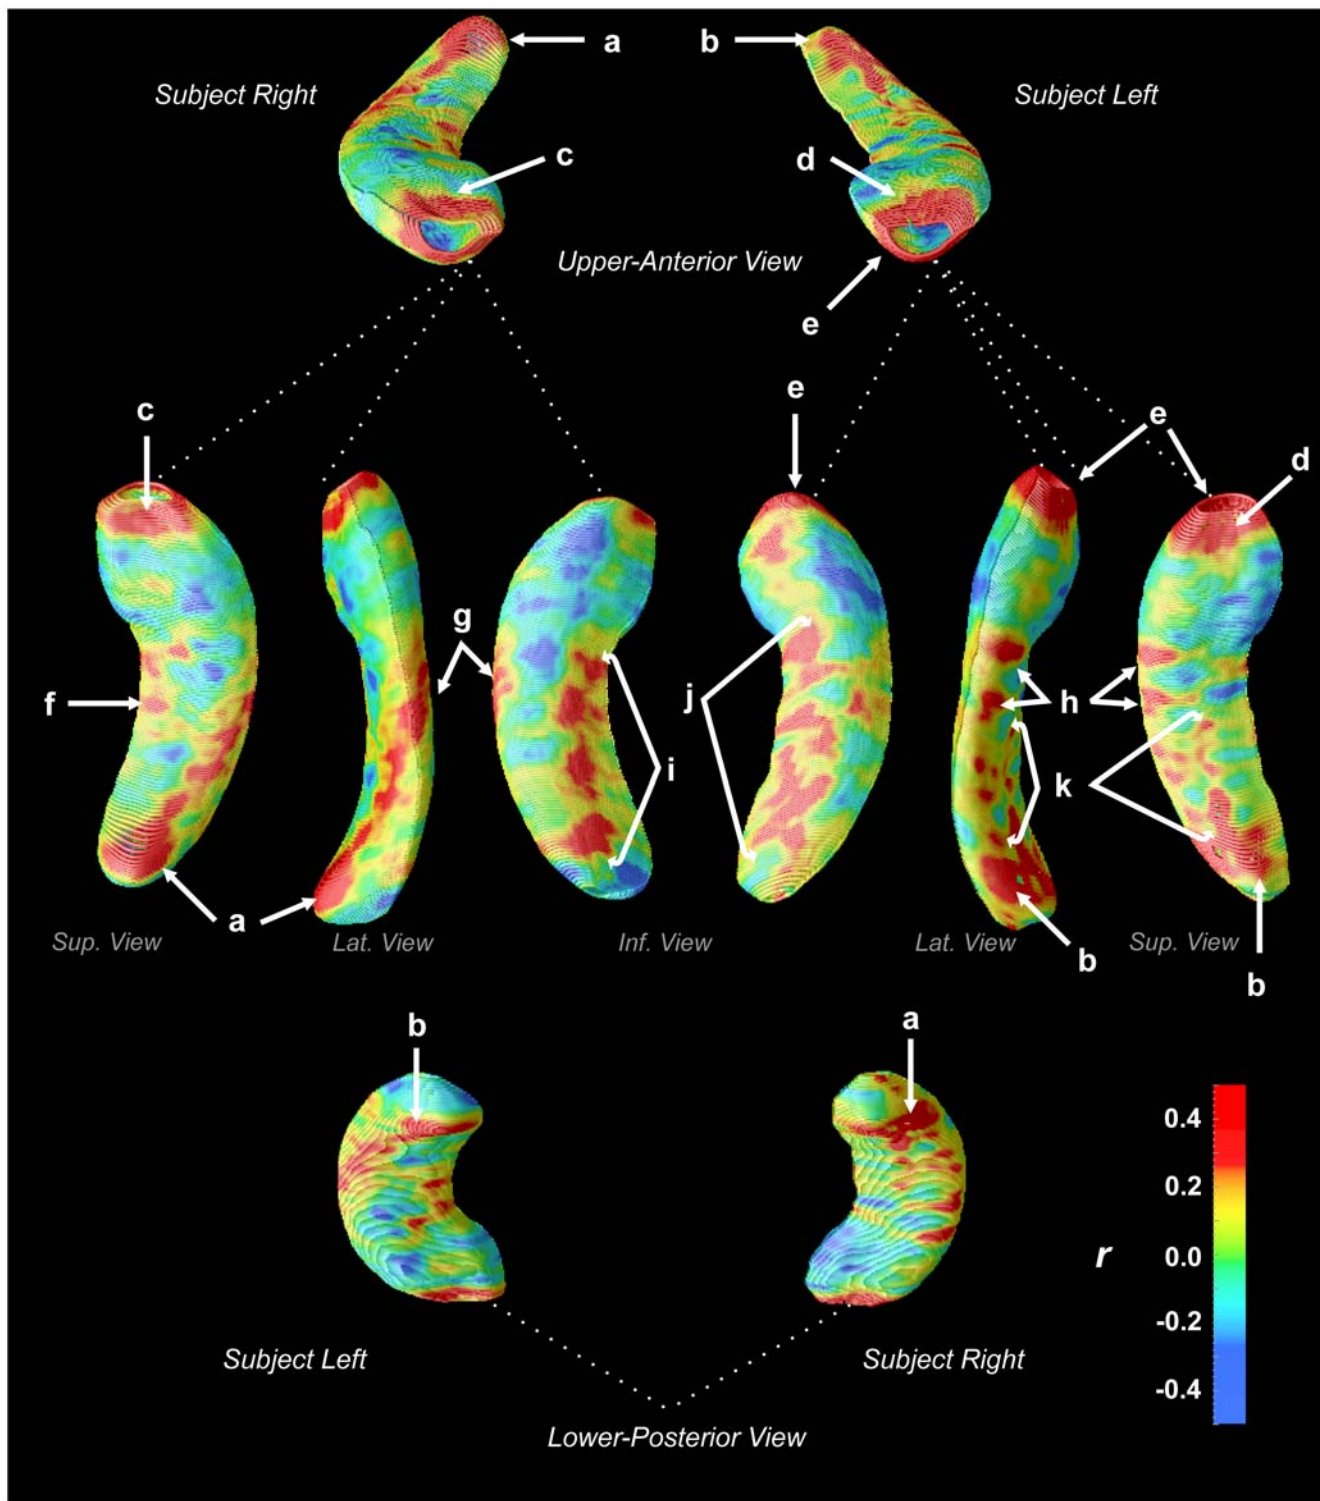 a
b
Subject Right
Subject Left
c
d
Upper-Anterior View
e
c
e
e
d
g
f
j
h
i
k
a
Sup. View
Lat. View
Inf. View
Lat. View
Sup. View
b
b
b
a
0.4
0.2
r
0.0
-0.2
-0.4
Subject Left
Subject Right
Lower-Posterior View